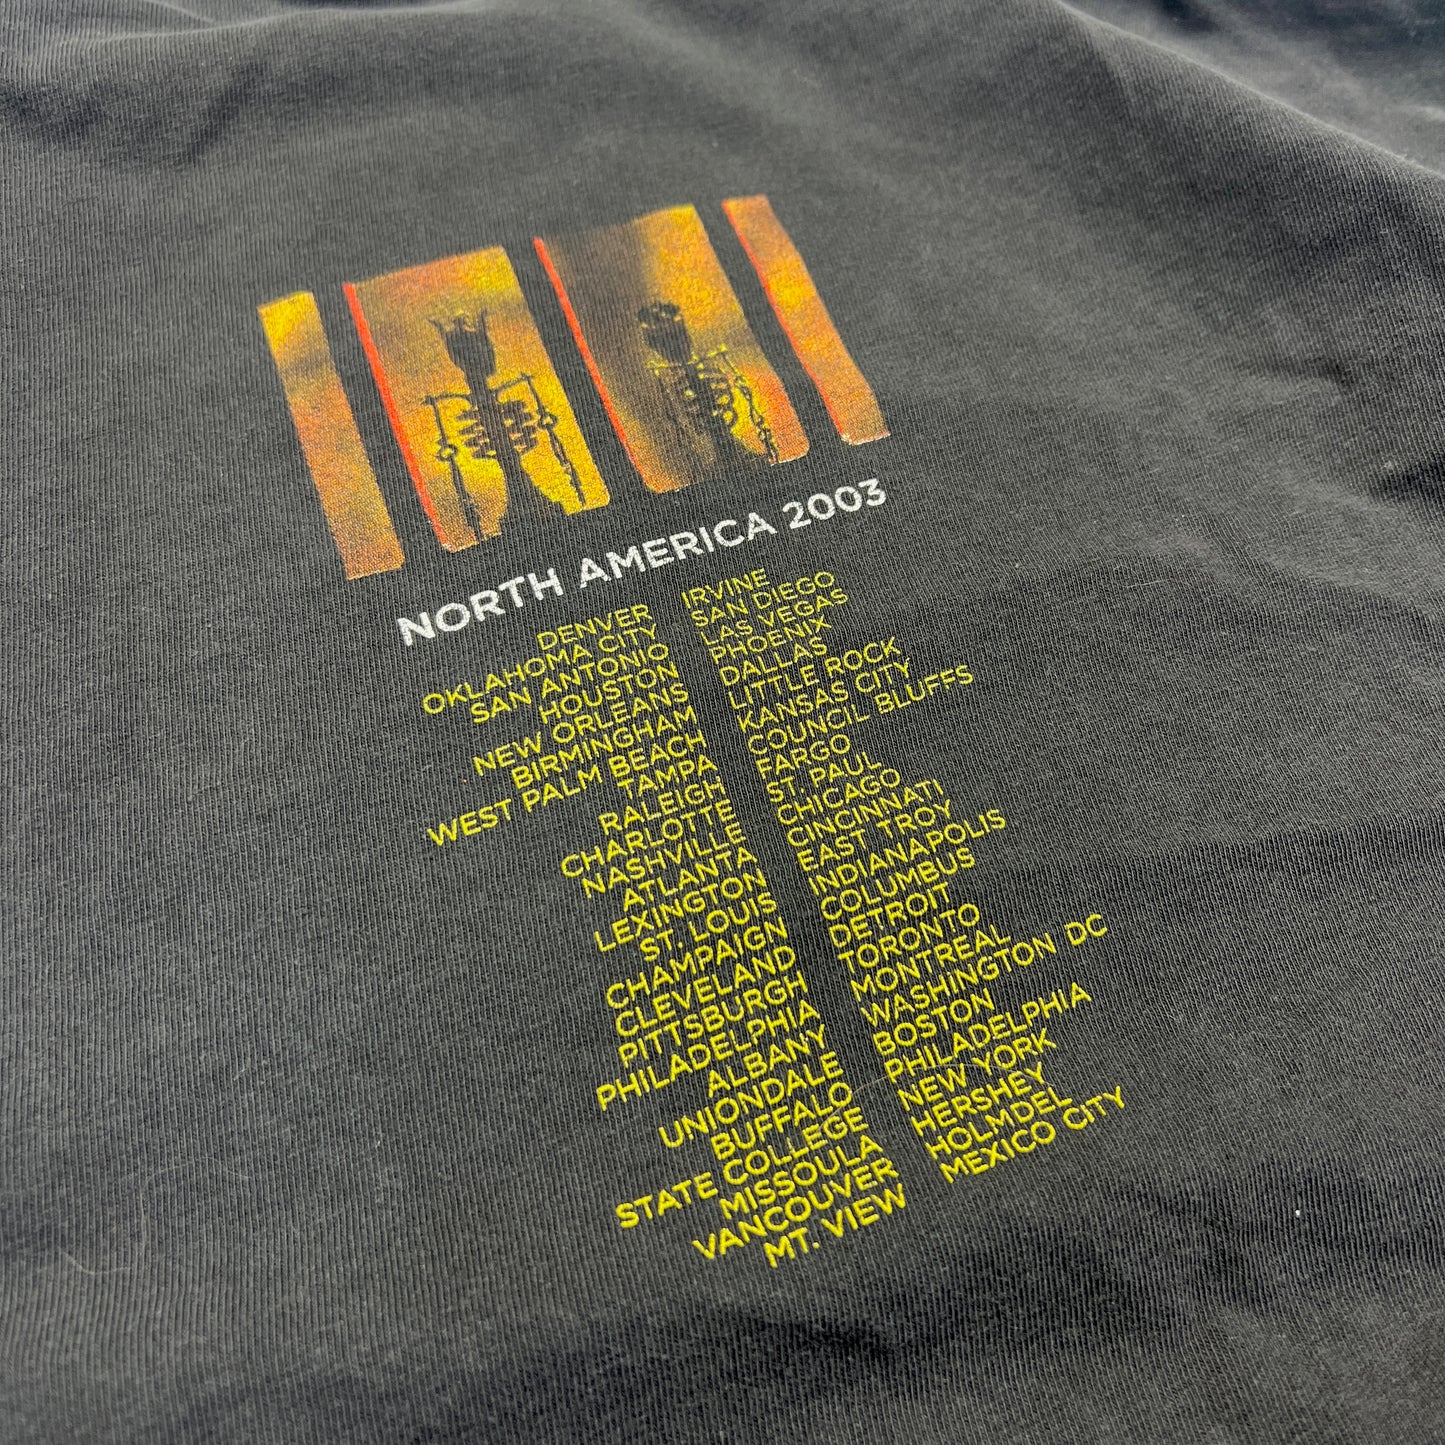 NORTH AMERICA 2003
DENVER
OKLAHOMA CITY
SAN ANTONIO
HOUSTON
NEW ORLEANS
BIRMINGHAM
WEST PALM BEACH
TAMPA
RALEIGH
CHARLOTTE
NASHVILLE
ATLANTA
LEXINGTON
ST. LOUIS
CHAMPAIGN
CLEVELAND
PITTSBURGH
PHILADELPHIA
ALBANY
UNIONDALE
BUFFALO
STATE COLLEGE
MISSOULA
VANCOUVER
MT. VIEW
IRVINE
SAN DIEGO
LAS VEGAS
PHOENIX
DALLAS
LITTLE ROCK
KANSAS CITY
COUNCIL BLUFFS
FARGO
ST. PAUL
CHICAGO
CINCINNATI
EAST TROY
INDIANAPOLIS
COLUMBUS
DETROIT
TORONTO
MONTREAL
WASHINGTON DC
BOSTON
PHILADELPHIA
NEW YORK
HERSHEY
HOLMDEL
MEXICO CITY